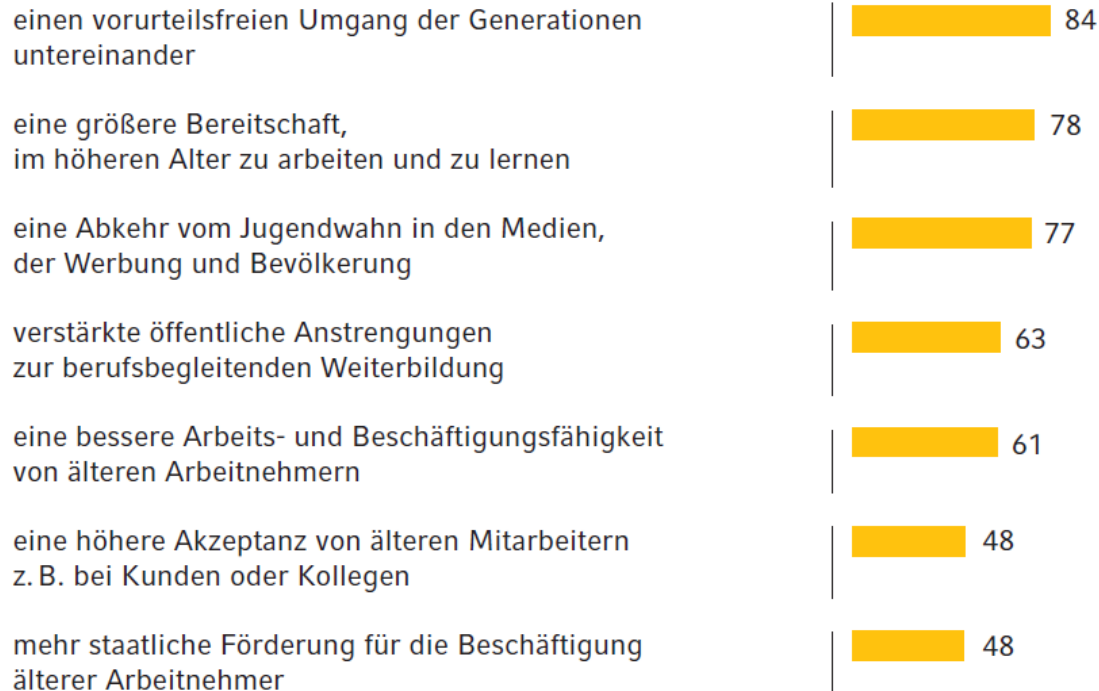 einen vorurteilsfreien Umgang der Generationen
untereinander
84
eine größere Bereitschaft,
im höheren Alter zu arbeiten und zu lernen
78
eine Abkehr vom Jugendwahn in den Medien,
der Werbung und Bevölkerung
77
verstärkte öffentliche Anstrengungen
zur berufsbegleitenden Weiterbildung
63
eine bessere Arbeits- und Beschäftigungsfähigkeit
von älteren Arbeitnehmern
61
eine höhere Akzeptanz von älteren Mitarbeitern
z. B. bei Kunden oder Kollegen
48
mehr staatliche Förderung für die Beschäftigung
älterer Arbeitnehmer
48